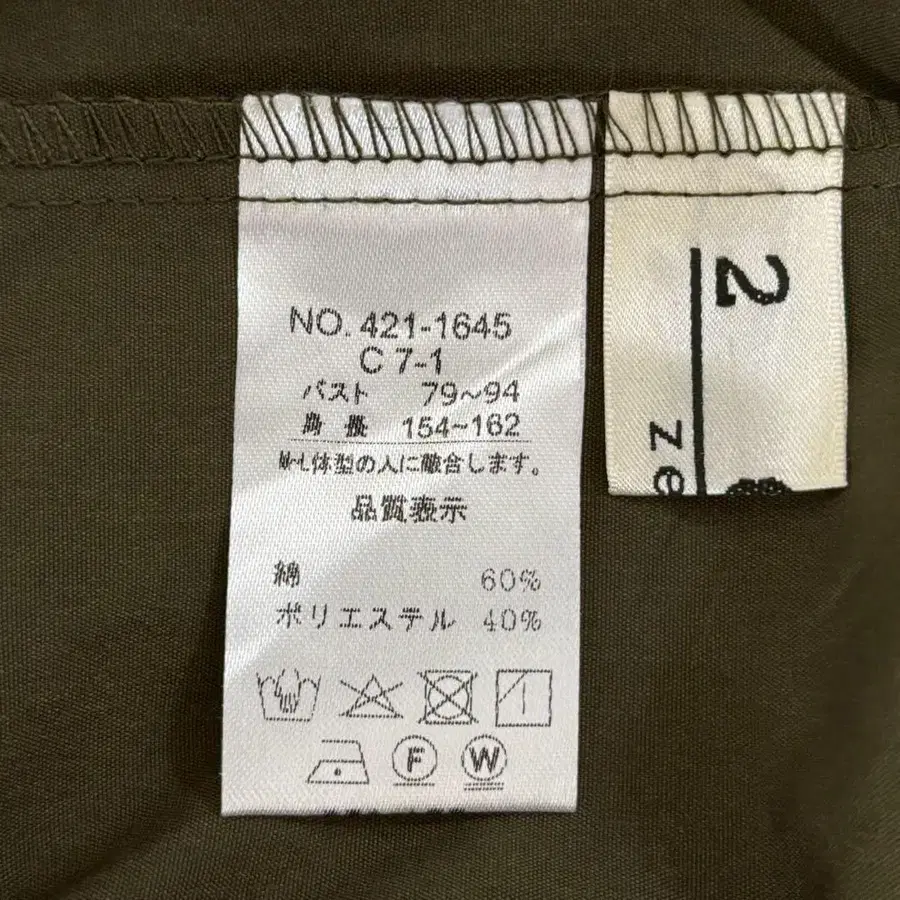 NO. 421-1645
C 7-1
バスト 79~94
身長 154~162
M~L体型の人に適合します。
品質表示
綿 60%
ポリエステル 40%
F W
2
ze